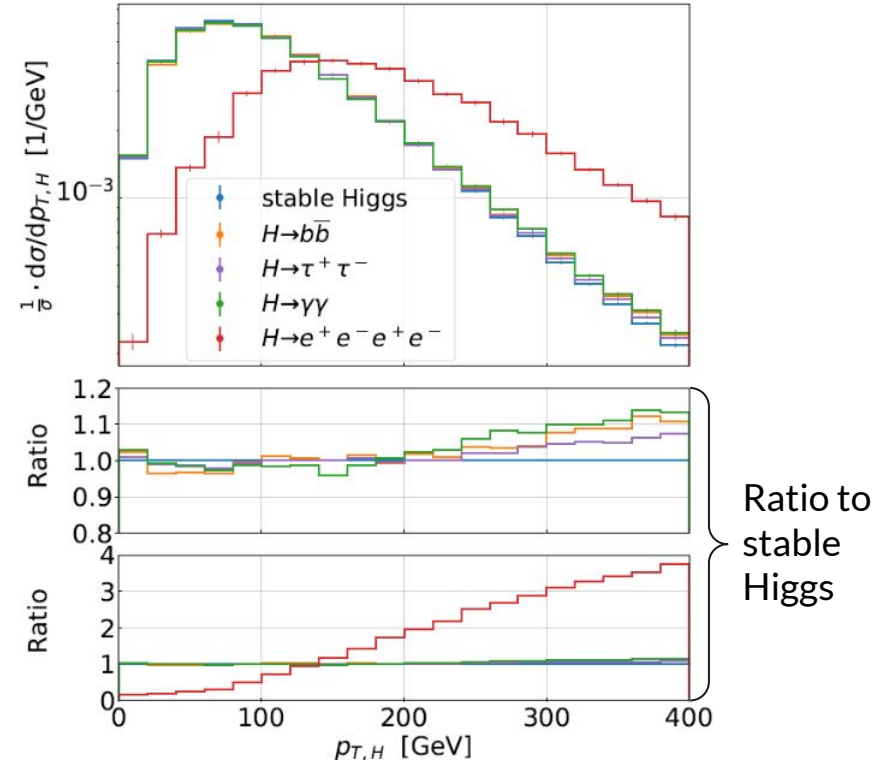 1/σ · dσ/dp_{T,H} [1/GeV]
10⁻³
stable Higgs
H→bb̅
H→τ⁺τ⁻
H→γγ
H→e⁺e⁻e⁺e⁻
Ratio
1.2
1.1
1.0
0.9
0.8
Ratio to
stable
Higgs
Ratio
4
3
2
1
0
0 100 200 300 400
p_{T,H} [GeV]